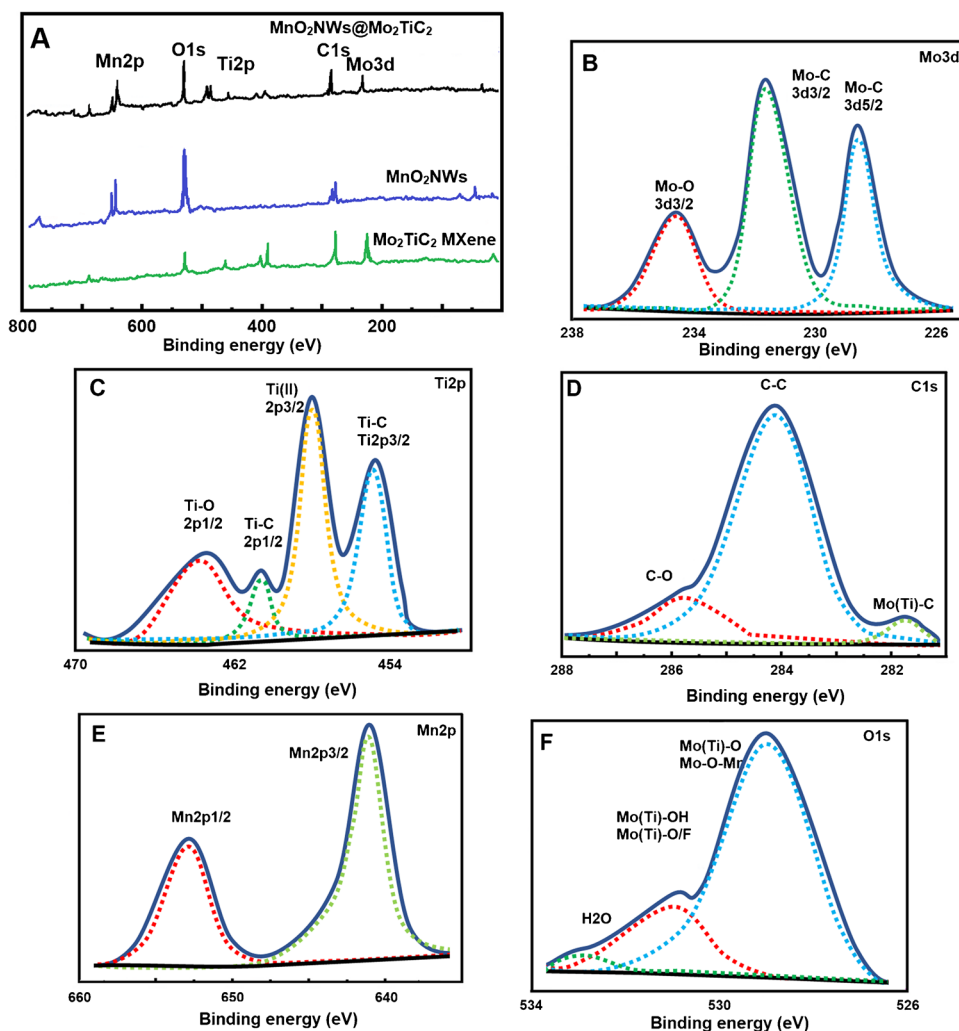 A
MnO₂NWs@Mo₂TiC₂
Mn2p
O1s
Ti2p
C1s
Mo3d
MnO₂NWs
Mo₂TiC₂ MXene
800
600
400
200
Binding energy (eV)
B
Mo3d
Mo-C
3d3/2
Mo-C
3d5/2
Mo-O
3d3/2
238
234
230
226
Binding energy (eV)
C
Ti2p
Ti(II)
2p3/2
Ti-C
Ti2p3/2
Ti-O
2p1/2
Ti-C
2p1/2
470
462
454
Binding energy (eV)
D
C-C
C1s
C-O
Mo(Ti)-C
288
286
284
282
Binding energy (eV)
E
Mn2p
Mn2p3/2
Mn2p1/2
660
650
640
Binding energy (eV)
F
O1s
Mo(Ti)-O
Mo-O-Mn
Mo(Ti)-OH
Mo(Ti)-O/F
H2O
534
530
526
Binding energy (eV)